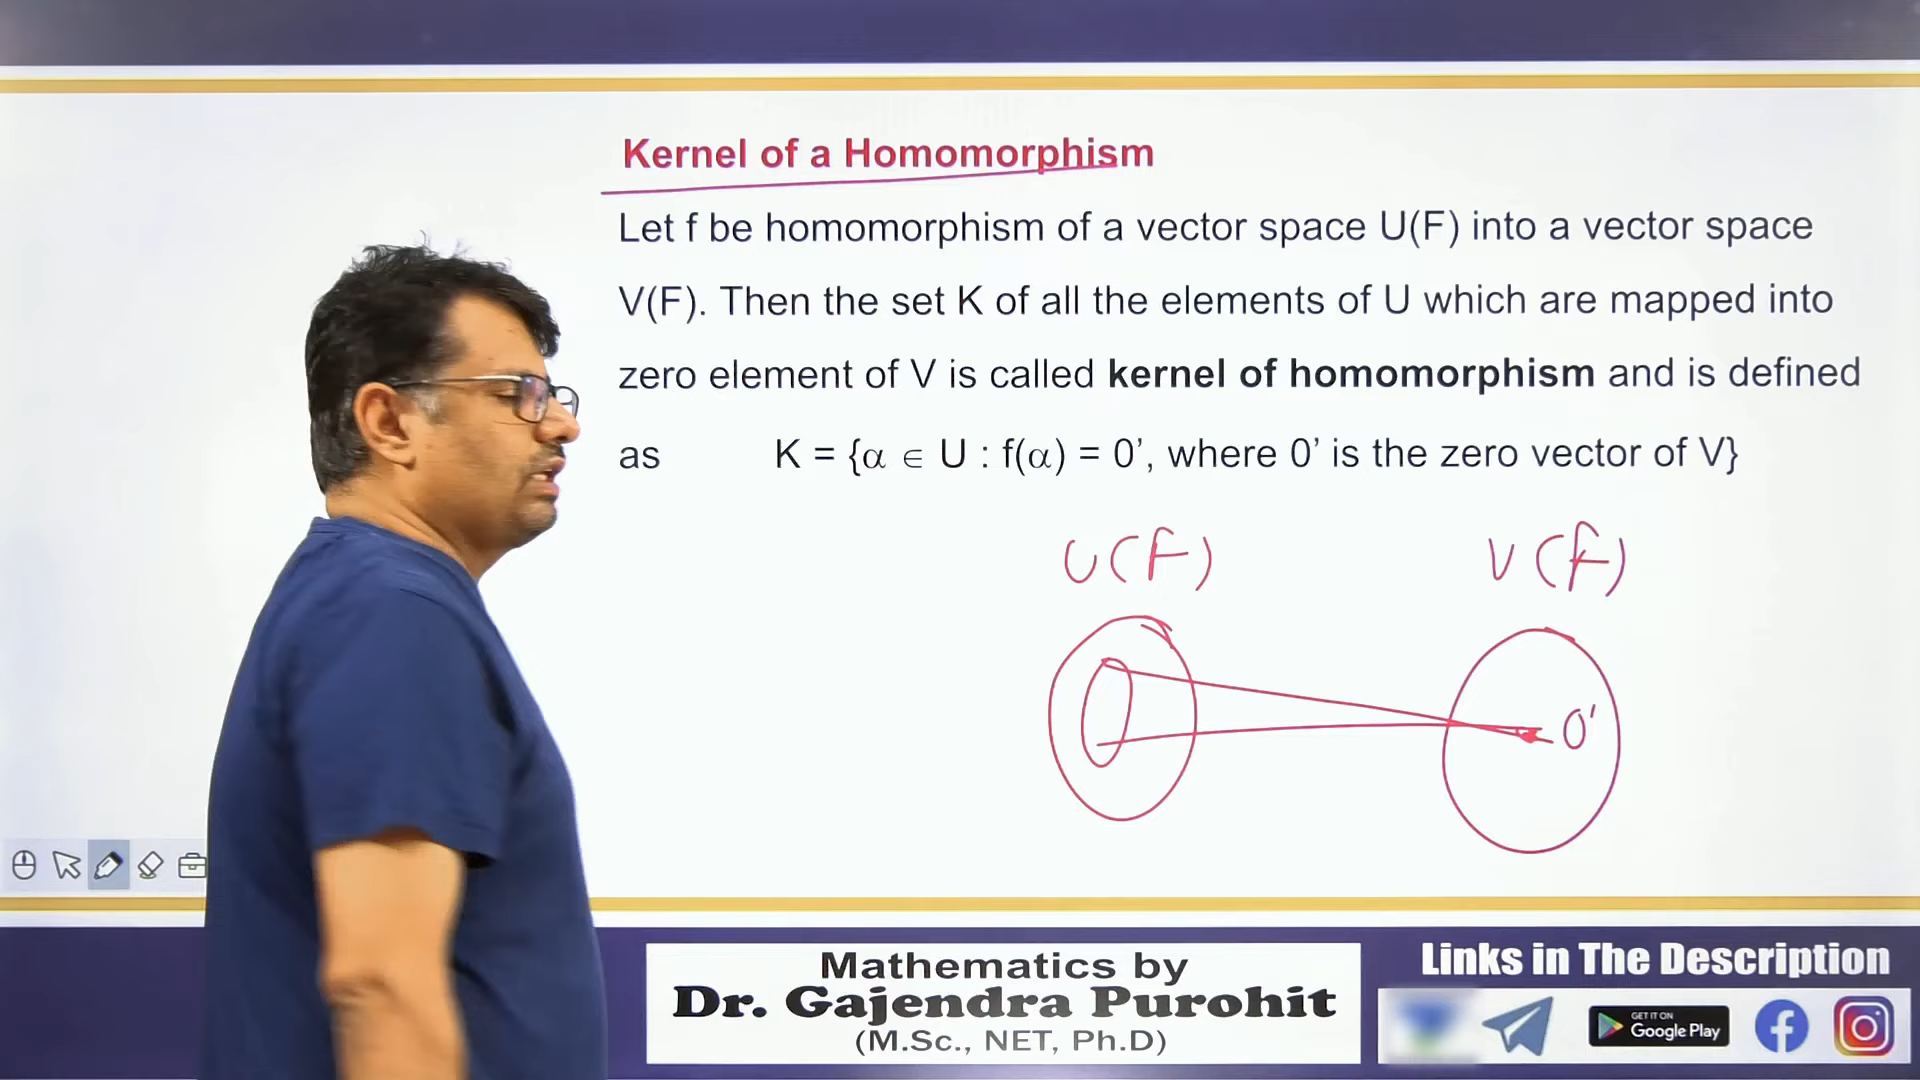 Kernel of a Homomorphism
Let f be homomorphism of a vector space U(F) into a vector space
V(F). Then the set K of all the elements of U which are mapped into
zero element of V is called kernel of homomorphism and is defined
as K = {α ∈ U : f(α) = 0’, where 0’ is the zero vector of V}
U(F) V(F)
0'
Links in The Description
Mathematics by
Dr. Gajendra Purohit
(M.Sc., NET, Ph.D)
GET IT ON
Google Play